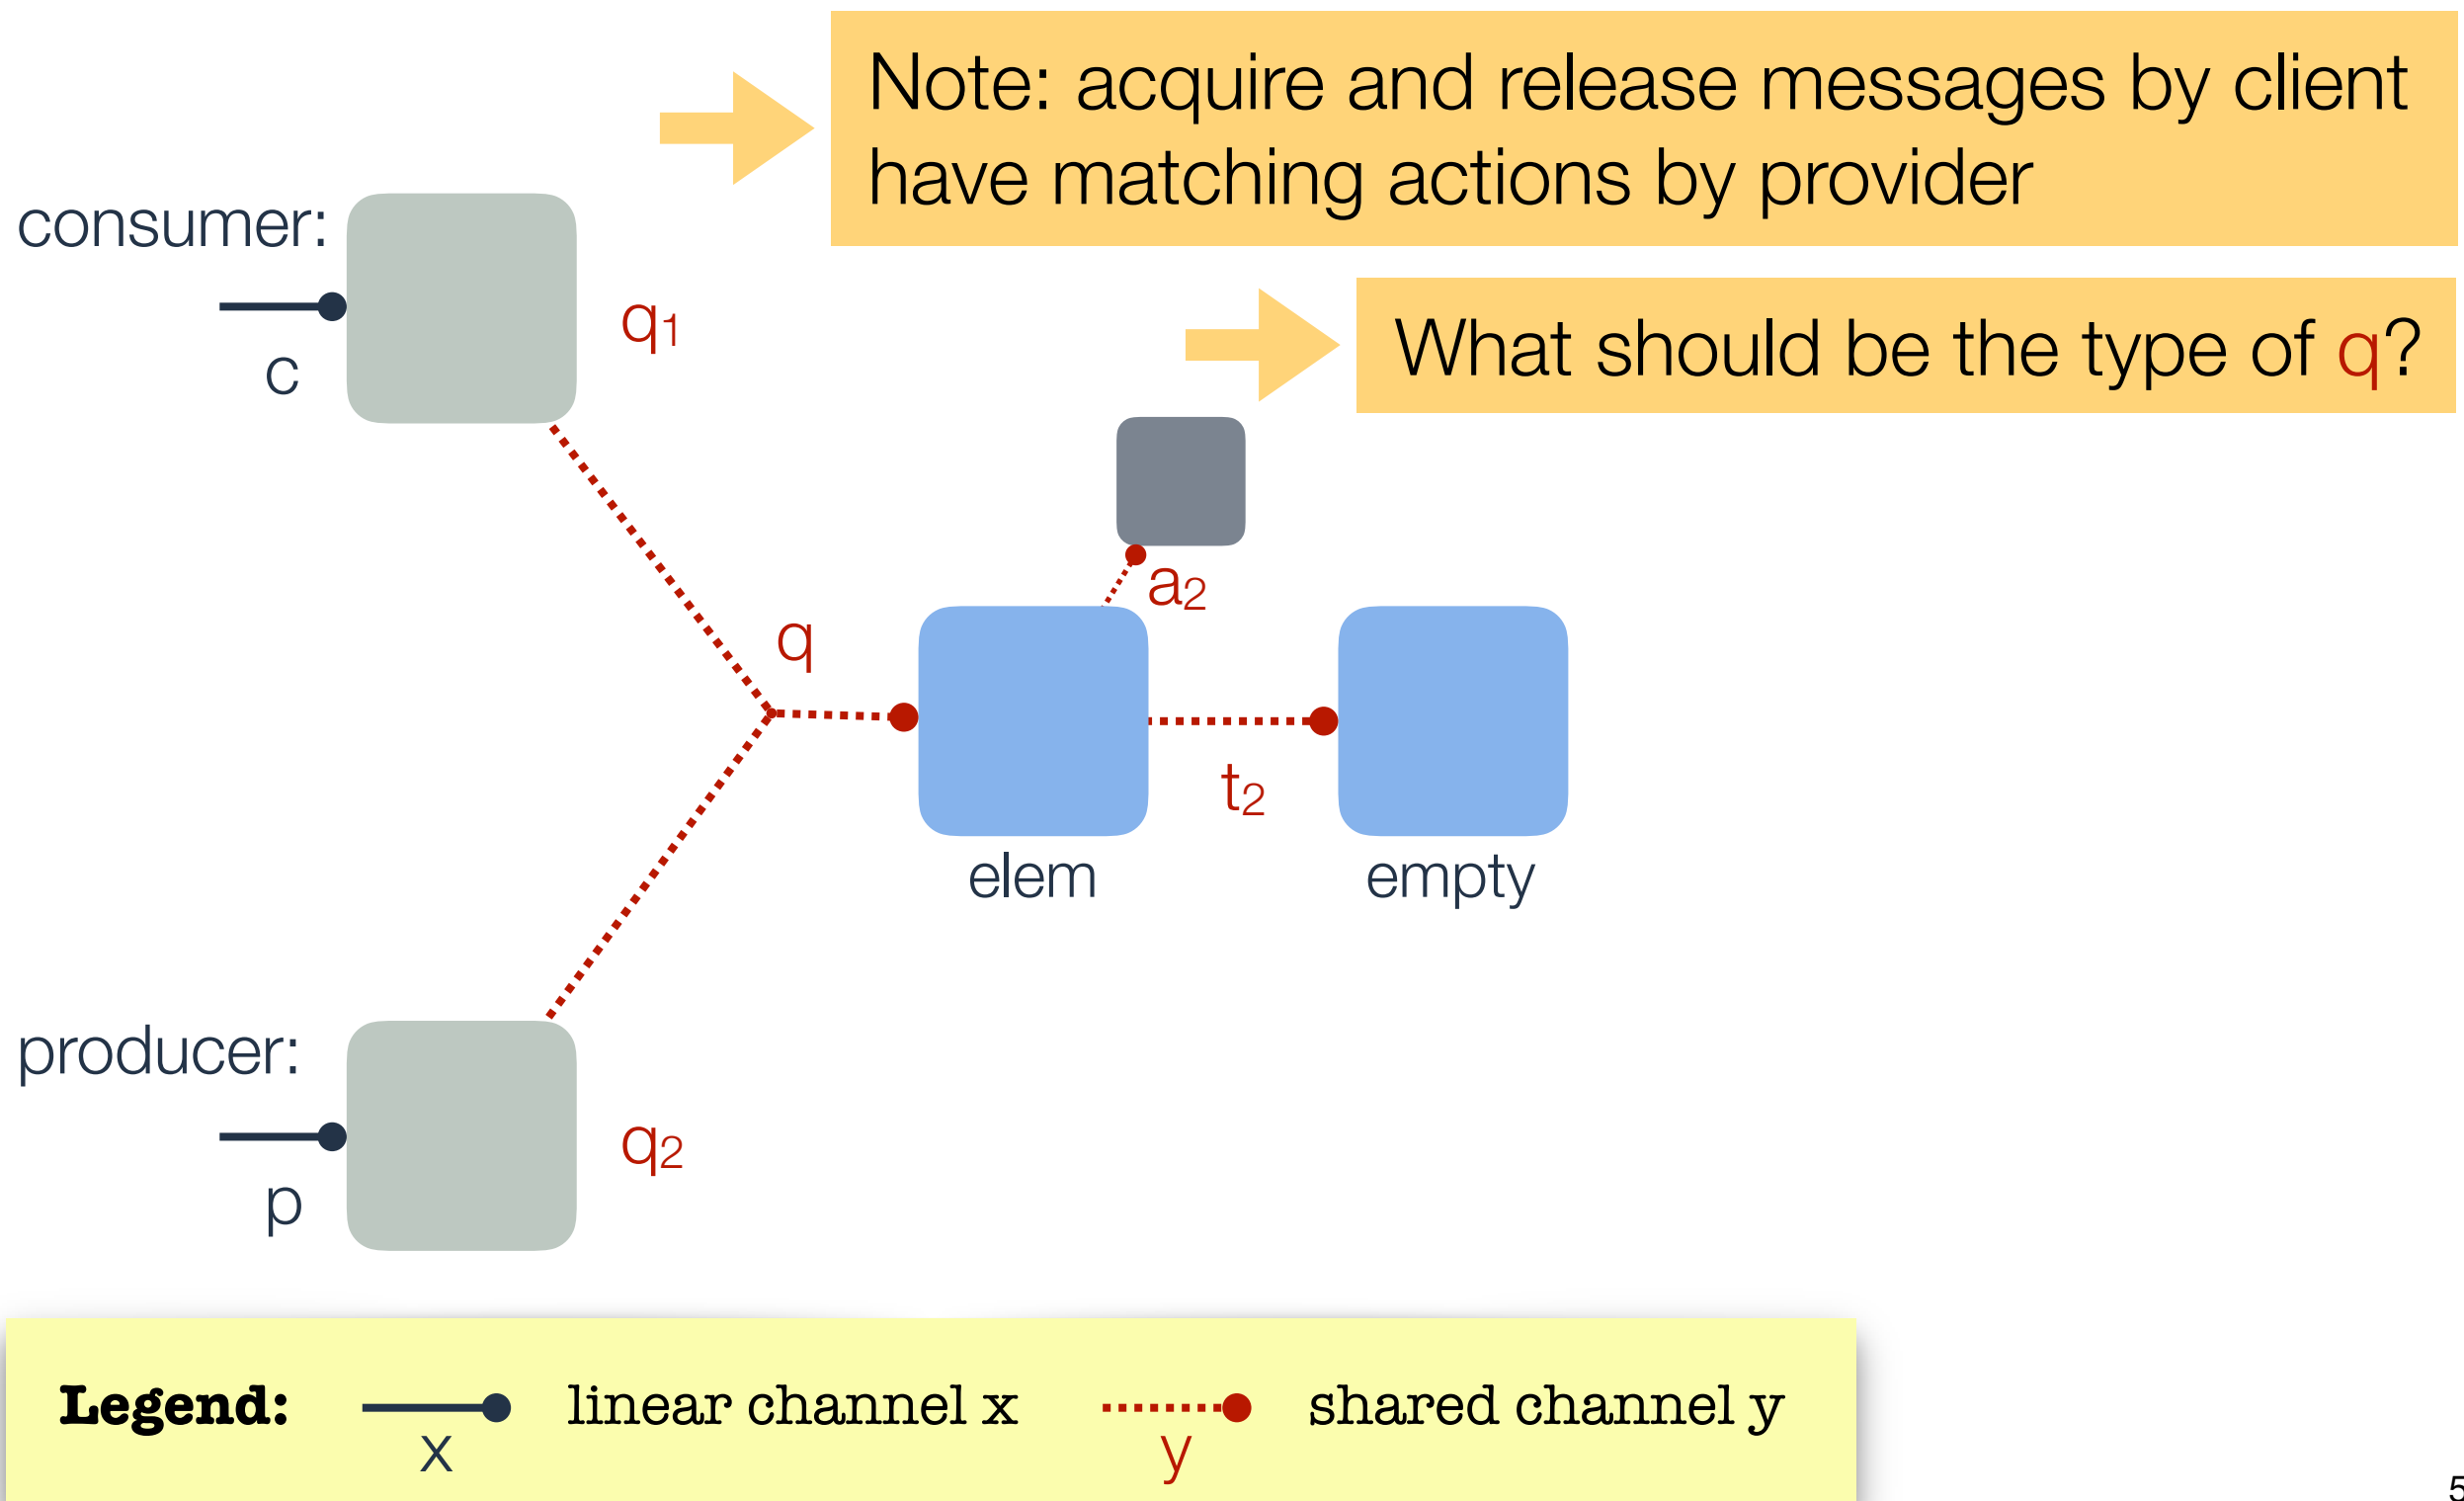 Note: acquire and release messages by client
have matching actions by provider
consumer:
q1
What should be the type of q?
c
a2
q
t2
elem
empty
producer:
q2
p
Legend:
linear channel x
shared channel y
x
y
5